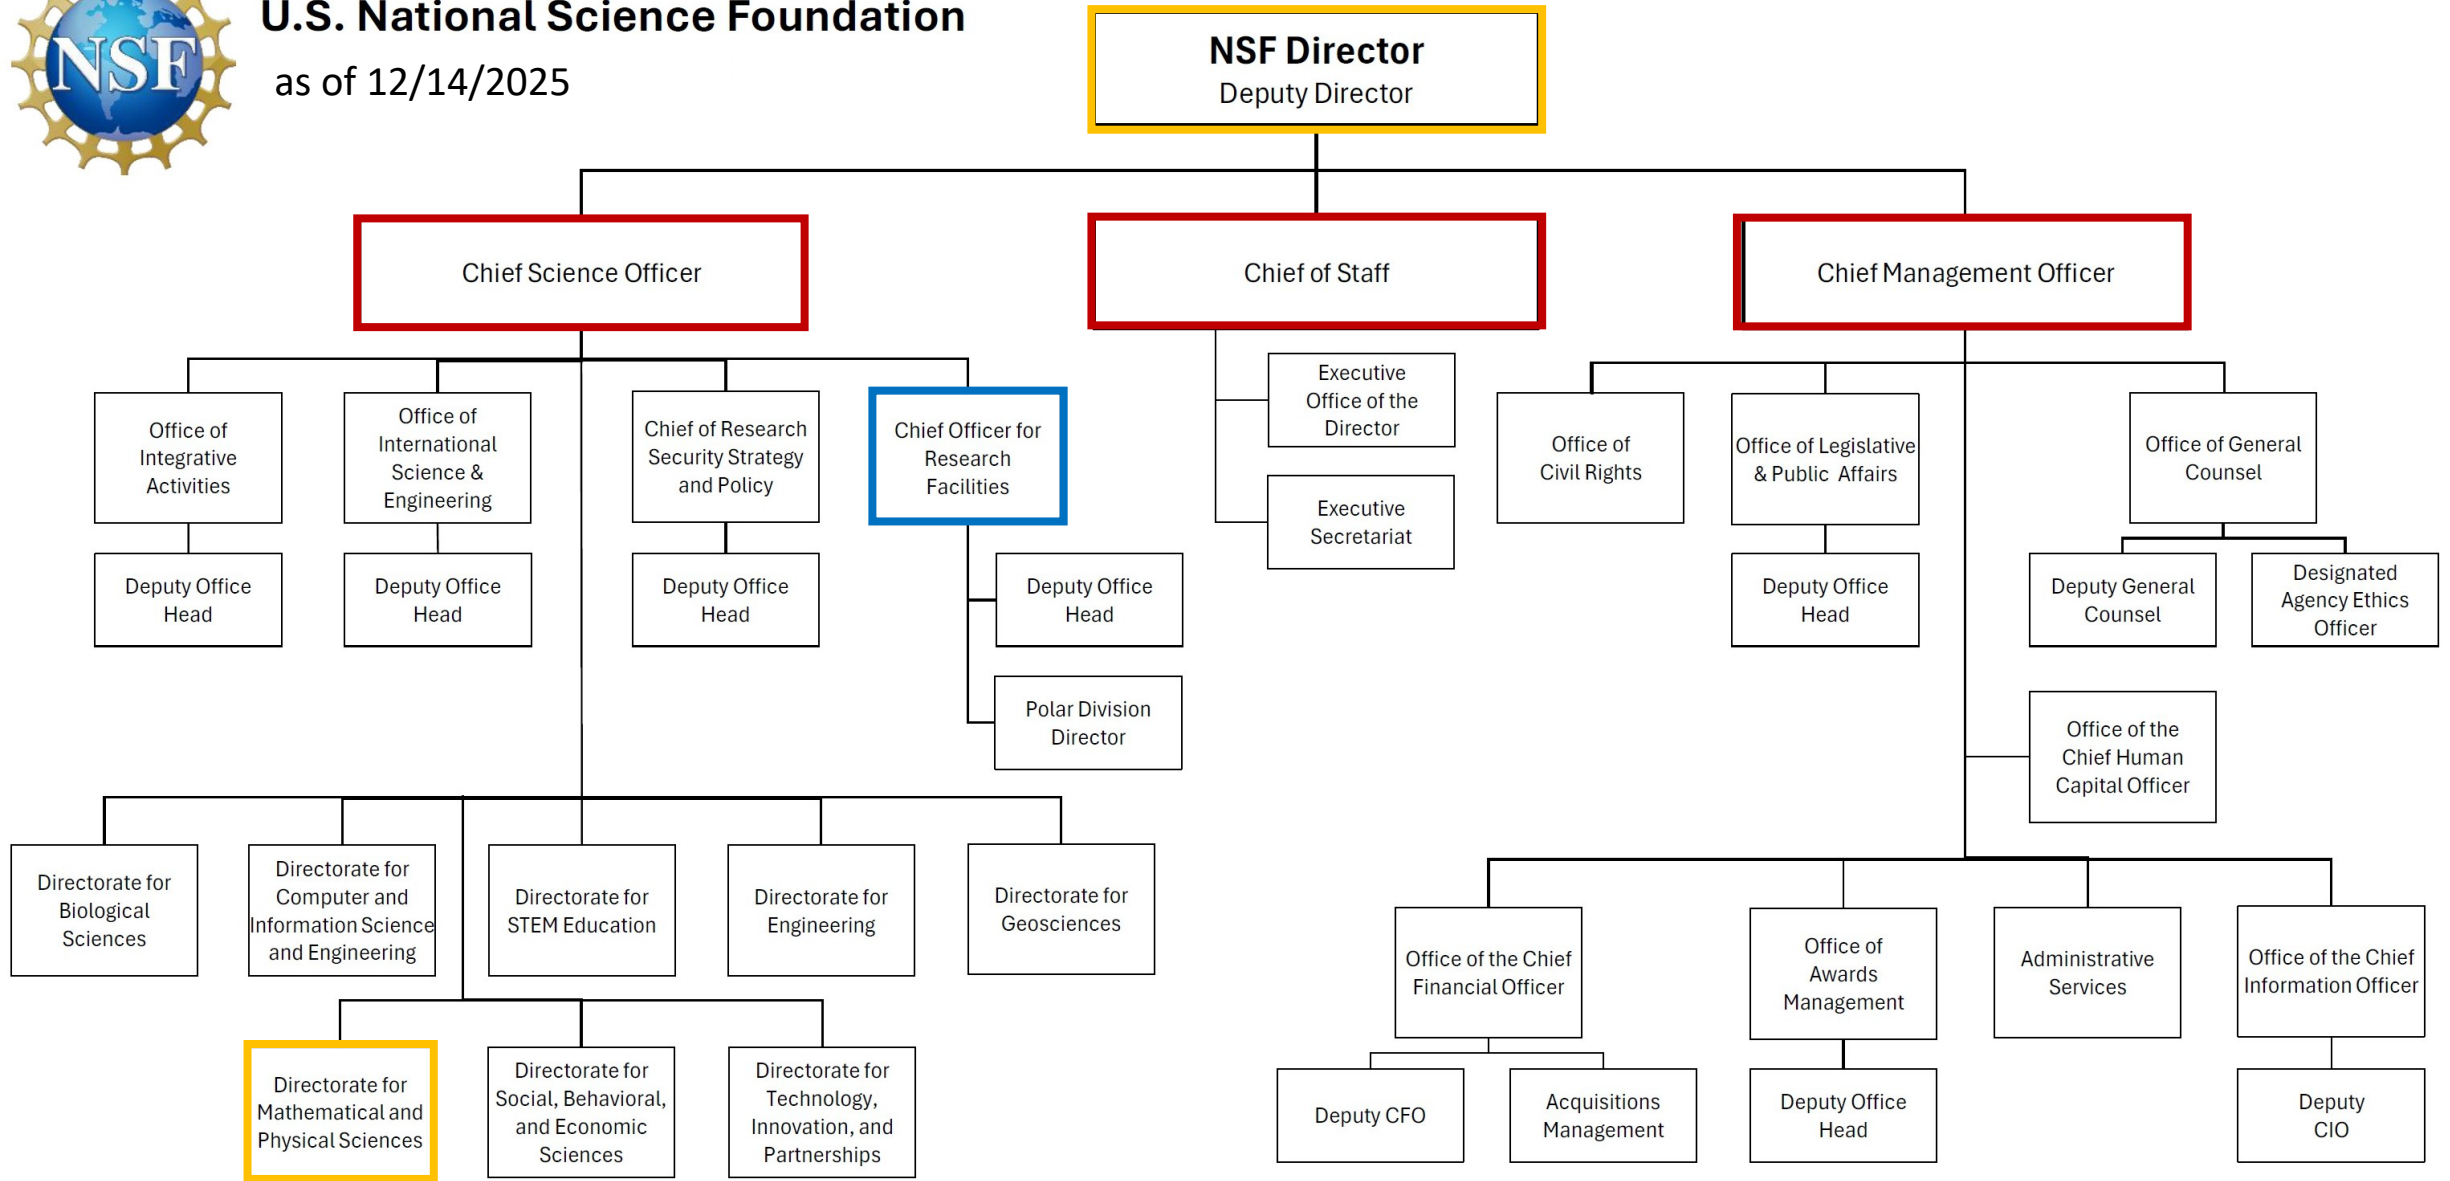 U.S. National Science Foundation
as of 12/14/2025
NSF
NSF Director
Deputy Director
Chief Science Officer
Chief of Staff
Chief Management Officer
Office of
Integrative
Activities
Office of
International
Science &
Engineering
Chief of Research
Security Strategy
and Policy
Chief Officer for
Research
Facilities
Executive
Office of the
Director
Executive
Secretariat
Office of
Civil Rights
Office of Legislative
& Public Affairs
Office of General
Counsel
Deputy Office
Head
Deputy Office
Head
Deputy Office
Head
Deputy Office
Head
Polar Division
Director
Deputy Office
Head
Deputy General
Counsel
Designated
Agency Ethics
Officer
Office of the
Chief Human
Capital Officer
Directorate for
Biological
Sciences
Directorate for
Computer and
Information Science
and Engineering
Directorate for
STEM Education
Directorate for
Engineering
Directorate for
Geosciences
Directorate for
Mathematical and
Physical Sciences
Directorate for
Social, Behavioral,
and Economic
Sciences
Directorate for
Technology,
Innovation, and
Partnerships
Office of the Chief
Financial Officer
Office of
Awards
Management
Administrative
Services
Office of the Chief
Information Officer
Deputy CFO
Acquisitions
Management
Deputy Office
Head
Deputy
CIO